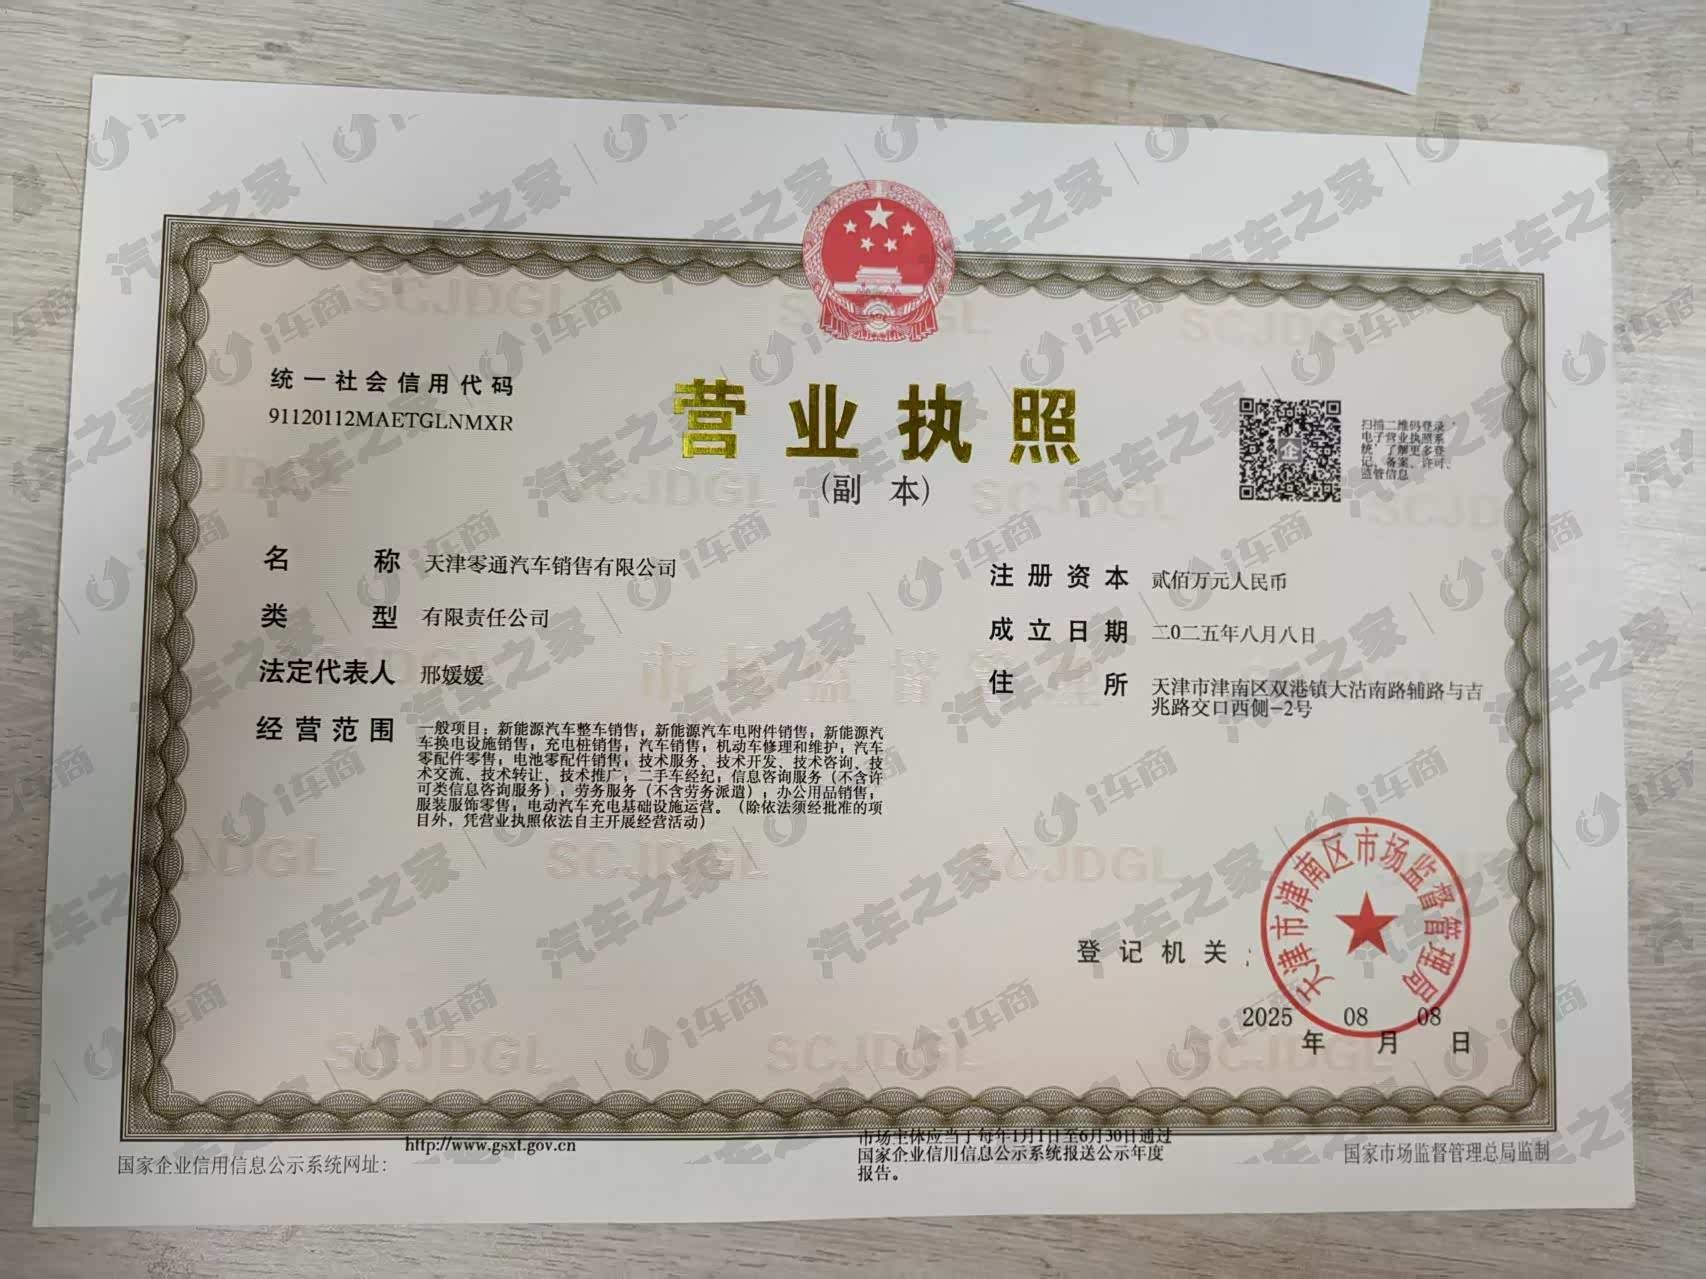 统一社会信用代码
91120112MAETGLNMXR
营业执照
(副 本)
扫描二维码登录
电子营业执照系
统，了解更多登
记、备案、许可、
监管信息
名 称 天津零通汽车销售有限公司
类 型 有限责任公司
法定代表人 邢媛媛
经营范围 一般项目：新能源汽车整车销售；新能源汽车电附件销售；新能源汽
车换电设施销售；充电桩销售；汽车销售；机动车修理和维护；汽车
零配件零售；电池零配件销售；技术服务、技术开发、技术咨询、技
术交流、技术转让、技术推广；二手车经纪；信息咨询服务（不含许
可类信息咨询服务）；劳务服务（不含劳务派遣）；办公用品销售；
服装服饰零售；电动汽车充电基础设施运营。（除依法须经批准的项
目外，凭营业执照依法自主开展经营活动）
注册资本 贰佰万元人民币
成立日期 二0二五年八月八日
住 所 天津市津南区双港镇大沽南路辅路与吉
兆路交口西侧-2号
登记机关
天津市津南区市场监督管理局
2025 年 08 月 08 日
国家企业信用信息公示系统网址：
http://www.gsxt.gov.cn
市场主体应当于每年1月1日至6月30日通过
国家企业信用信息公示系统报送公示年度
报告。
国家市场监督管理总局监制
SCJDGL
市场监督管理
汽车之家 | i车商